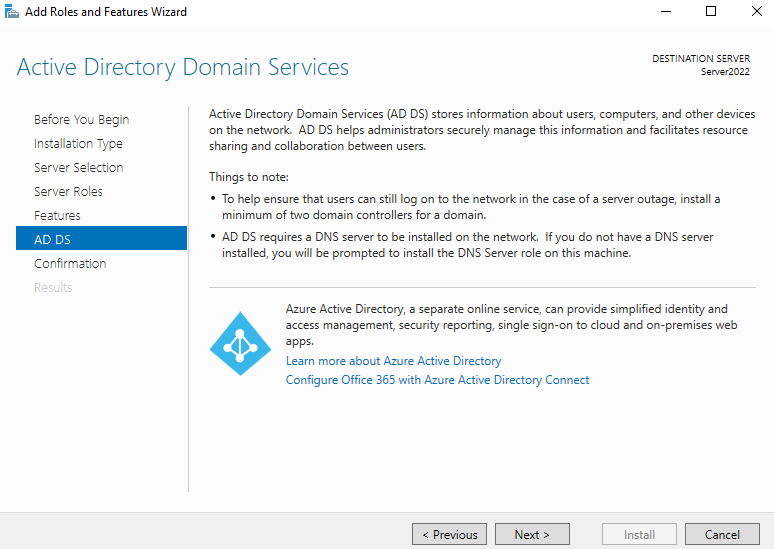 Add Roles and Features Wizard
Active Directory Domain Services
DESTINATION SERVER
Server2022
Before You Begin
Installation Type
Server Selection
Server Roles
Features
AD DS
Confirmation
Results
Active Directory Domain Services (AD DS) stores information about users, computers, and other devices
on the network.  AD DS helps administrators securely manage this information and facilitates resource
sharing and collaboration between users.
Things to note:
• To help ensure that users can still log on to the network in the case of a server outage, install a
minimum of two domain controllers for a domain.
• AD DS requires a DNS server to be installed on the network.  If you do not have a DNS server
installed, you will be prompted to install the DNS Server role on this machine.
Azure Active Directory, a separate online service, can provide simplified identity and
access management, security reporting, single sign-on to cloud and on-premises web
apps.
Learn more about Azure Active Directory
Configure Office 365 with Azure Active Directory Connect
< Previous
Next >
Install
Cancel